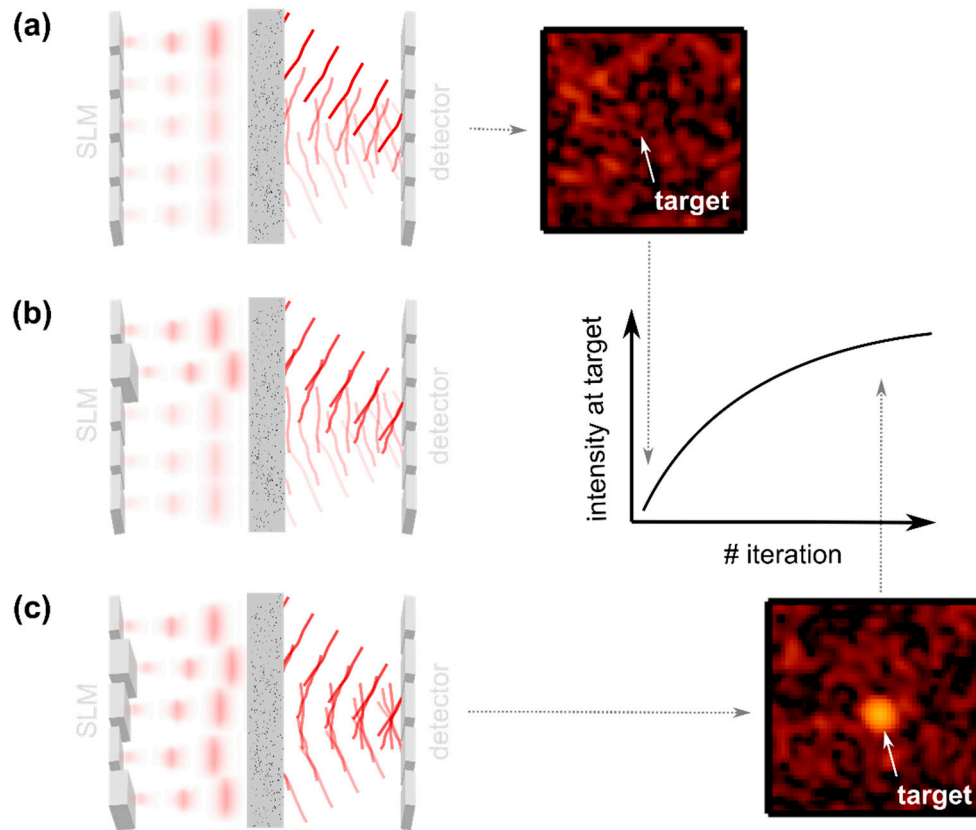 (a)
SLM
detector
target
(b)
SLM
detector
intensity at target
# iteration
(c)
SLM
detector
target